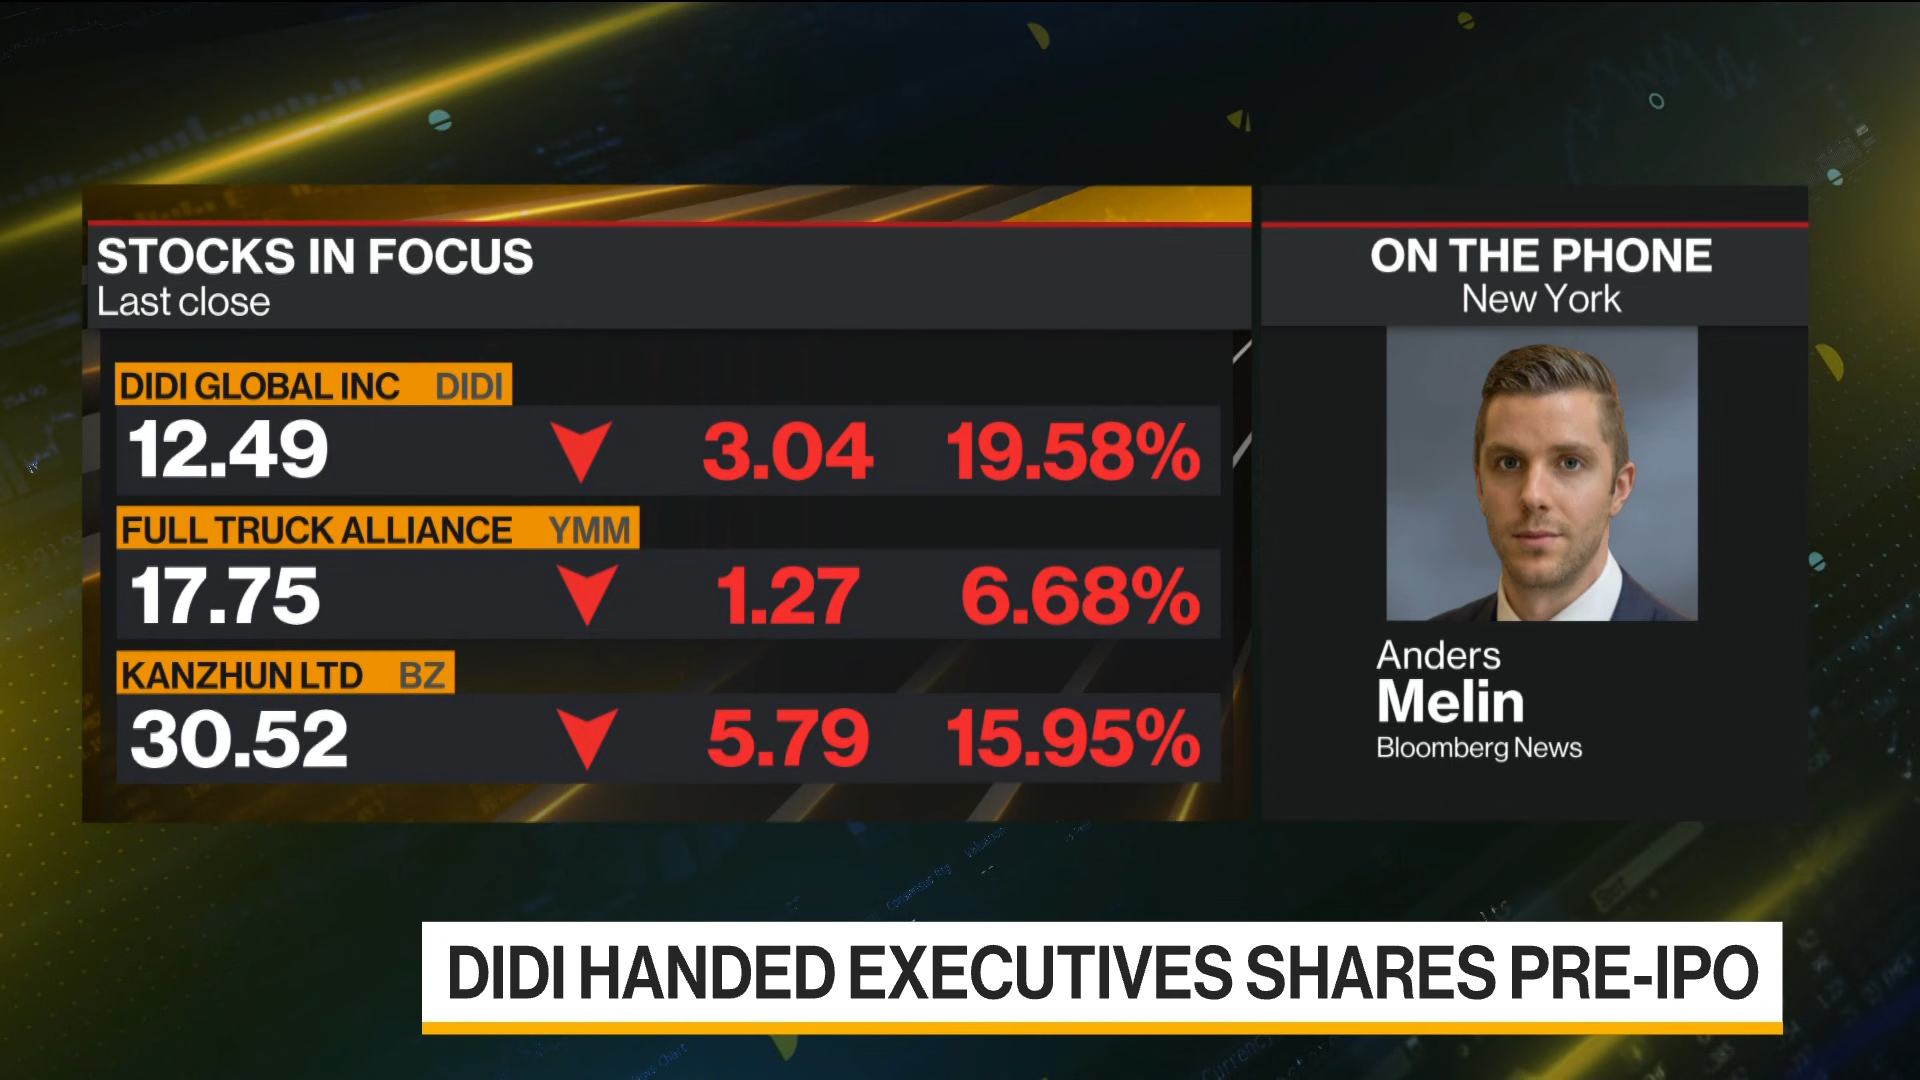 STOCKS IN FOCUS
Last close
DIDI GLOBAL INC DIDI
12.49 3.04 19.58%
FULL TRUCK ALLIANCE YMM
17.75 1.27 6.68%
KANZHUN LTD BZ
30.52 5.79 15.95%
ON THE PHONE
New York
Anders
Melin
Bloomberg News
DIDI HANDED EXECUTIVES SHARES PRE-IPO